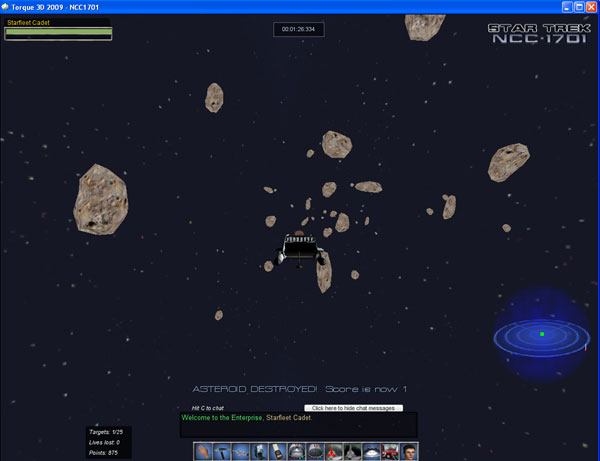 Torque 3D 2009 - NCC1701
Starfleet Cadet
00:01:26:334
STAR TREK
NCC-1701
ASTEROID DESTROYED! Score is now 1
Hit C to chat
Click here to hide chat messages
Welcome to the Enterprise, Starfleet Cadet.
Targets: 1/25
Lives lost: 0
Points: 875